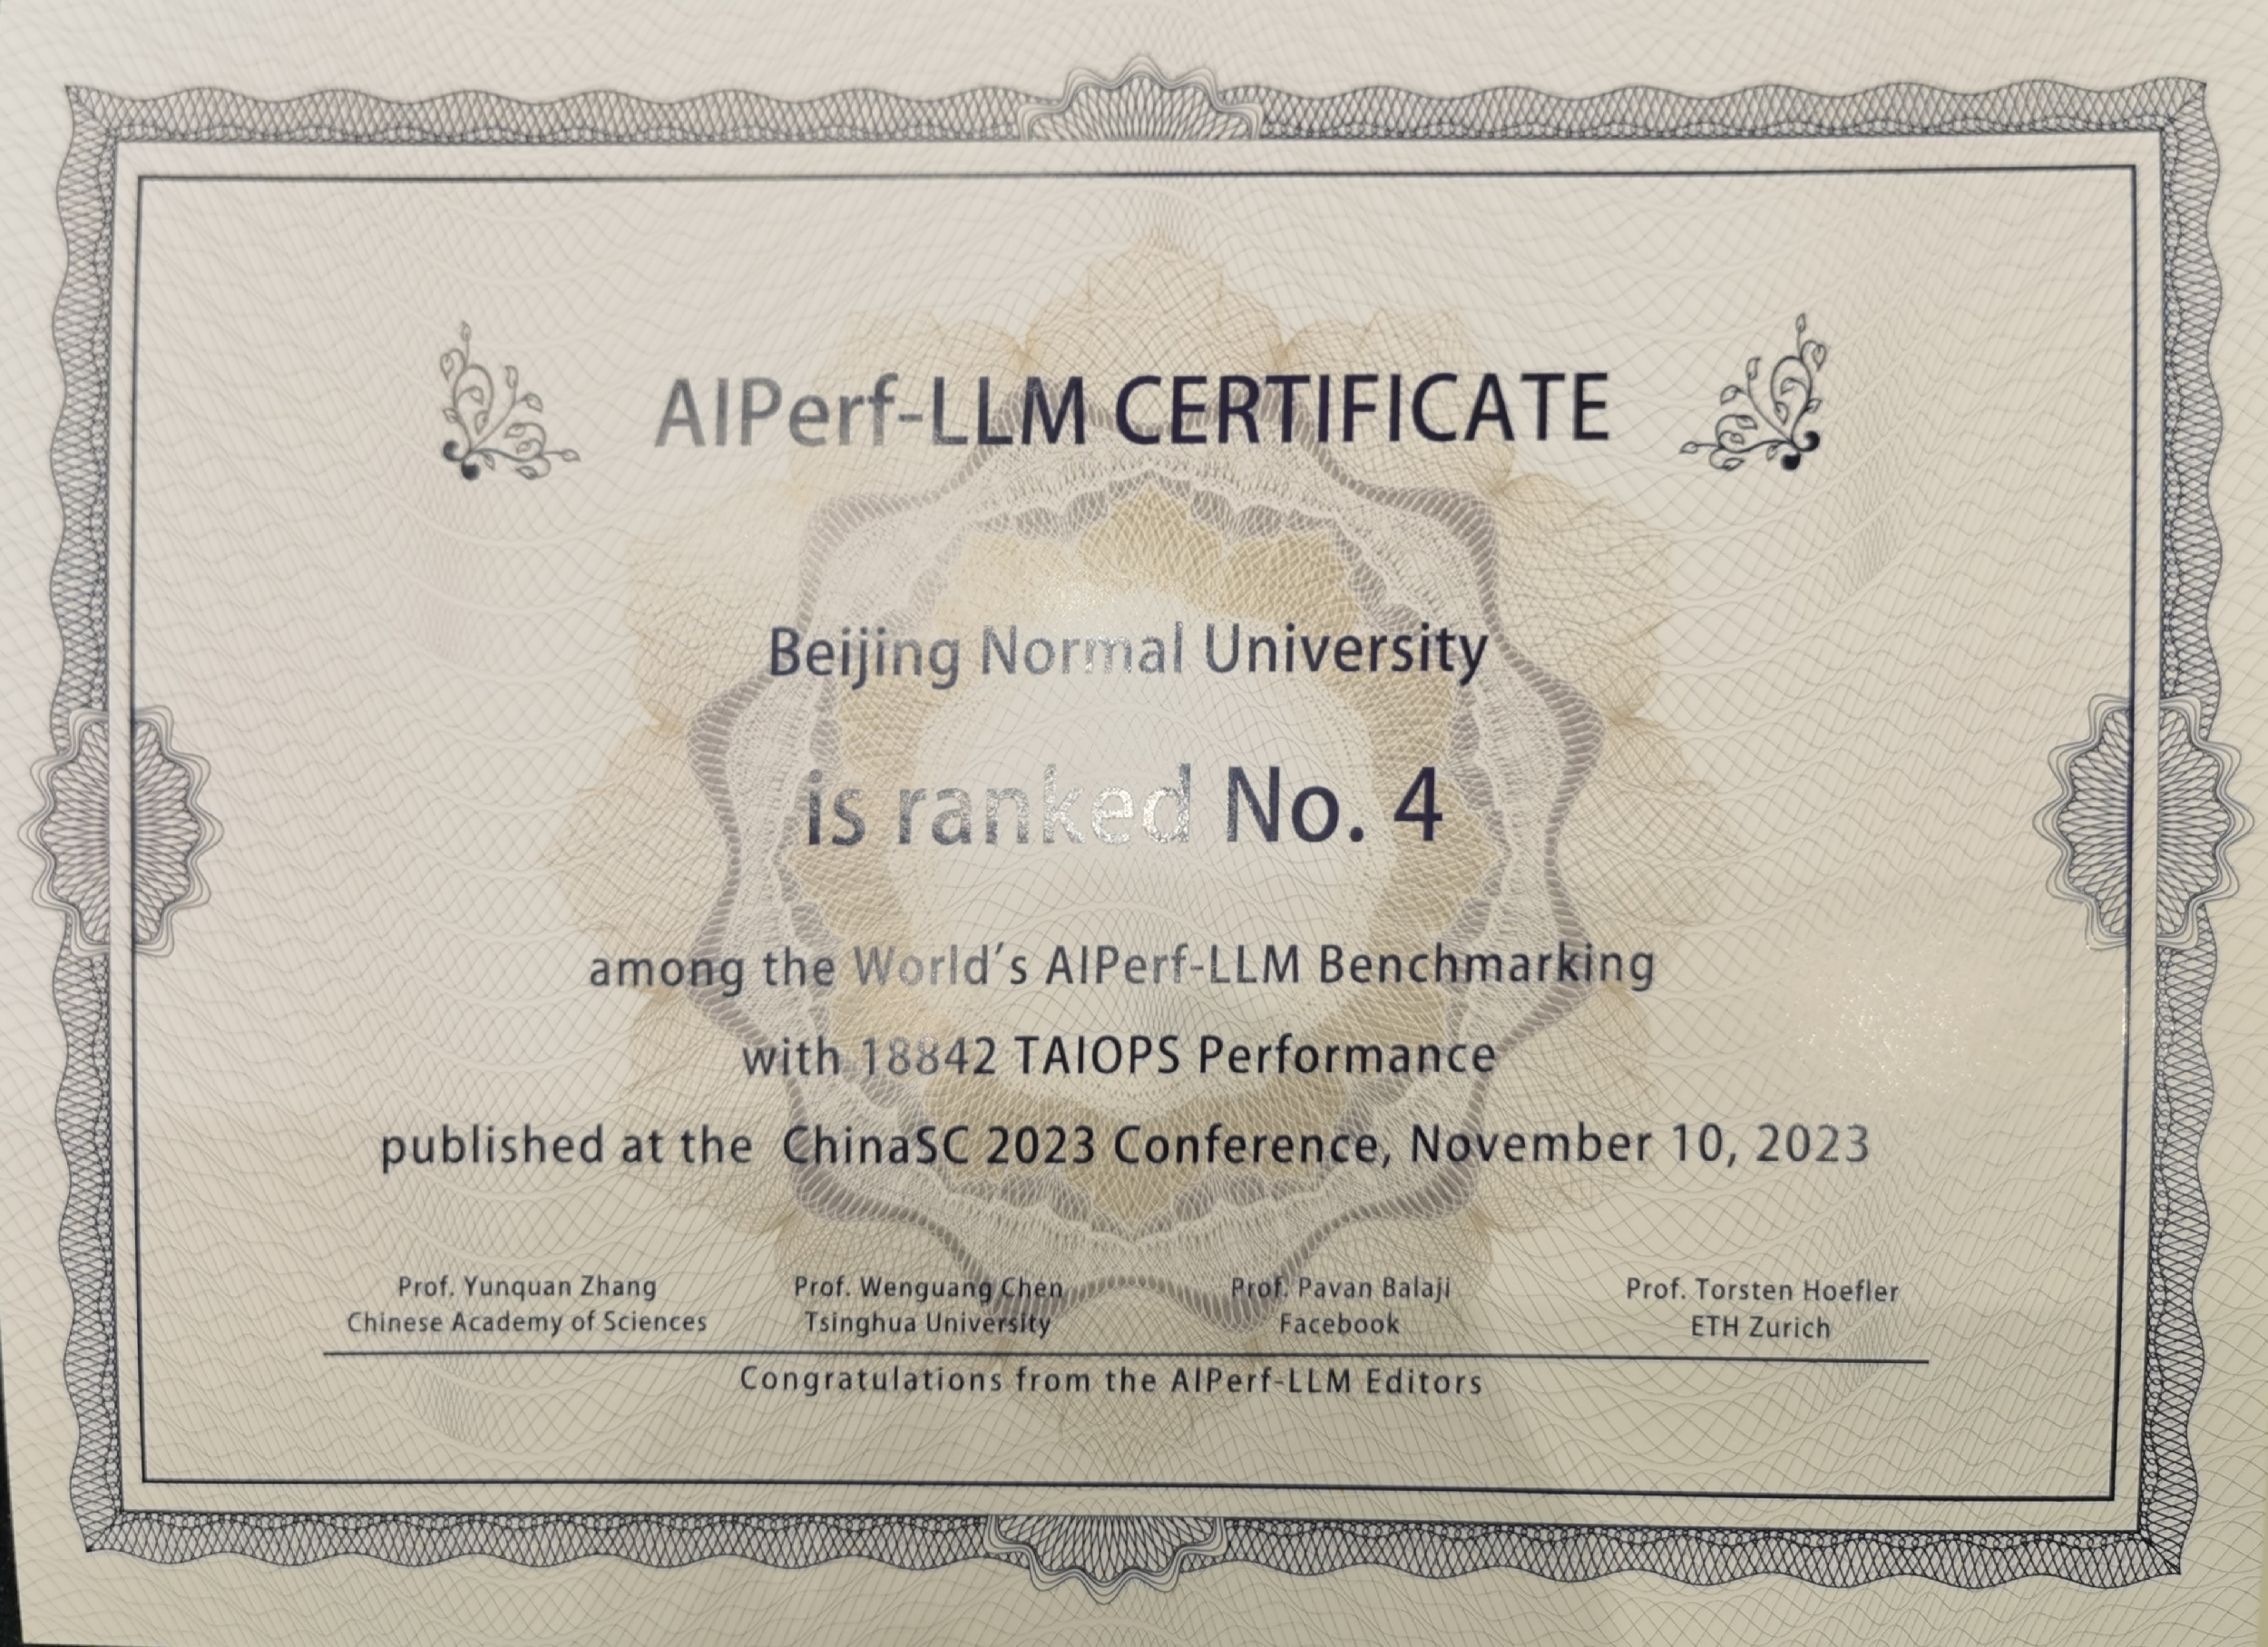 AIPerf-LLM CERTIFICATE
Beijing Normal University
is ranked No. 4
among the World's AIPerf-LLM Benchmarking
with 18842 TAIOPS Performance
published at the ChinaSC 2023 Conference, November 10, 2023
Prof. Yunquan Zhang
Chinese Academy of Sciences
Prof. Wenguang Chen
Tsinghua University
Prof. Pavan Balaji
Facebook
Prof. Torsten Hoefler
ETH Zurich
Congratulations from the AIPerf-LLM Editors